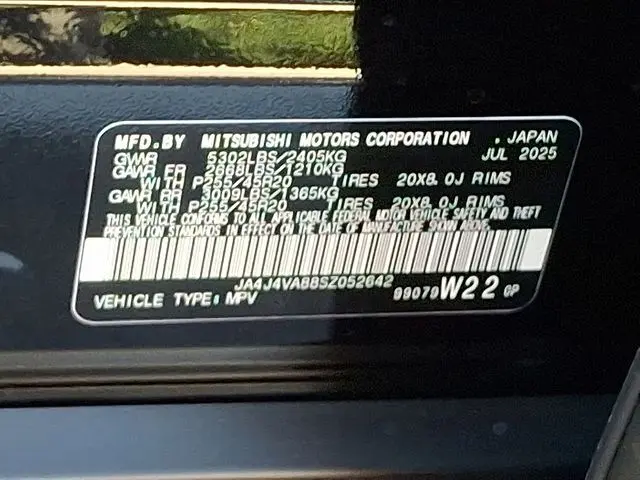 MFD.BY MITSUBISHI MOTORS CORPORATION , JAPAN
GVWR 5302LBS/2405KG JUL 2025
GAWR FR 2668LBS/1210KG
WITH P255/45R20 TIRES 20X8.0J RIMS
GAWR RR 3009LBS/1365KG
WITH P255/45R20 TIRES 20X8.0J RIMS
THIS VEHICLE CONFORMS TO ALL APPLICABLE FEDERAL MOTOR VEHICLE SAFETY AND THEFT
PREVENTION STANDARDS IN EFFECT ON THE DATE OF MANUFACTURE SHOWN ABOVE.
JA4J4VA88SZ052642
VEHICLE TYPE: MPV 99079 W22 GP